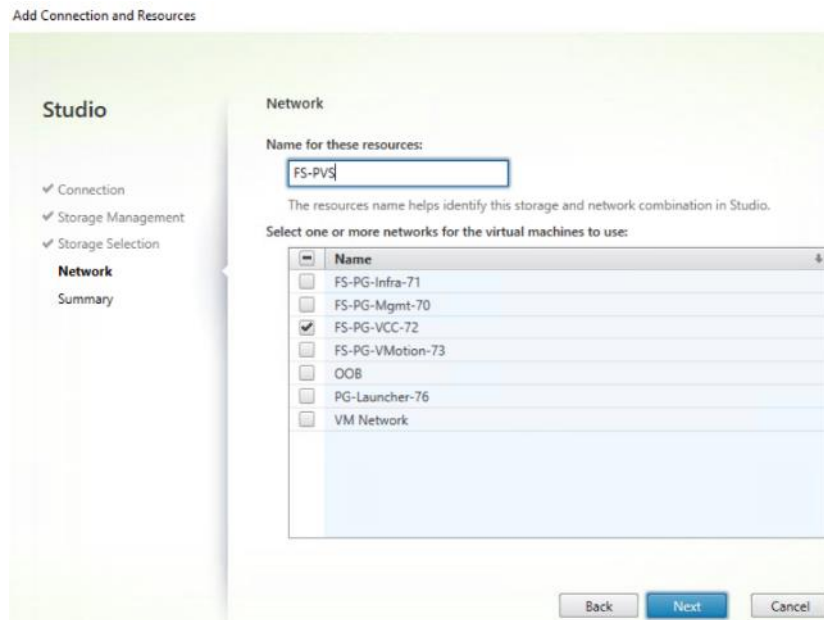 Add Connection and Resources
Studio
Connection
Storage Management
Storage Selection
Network
Summary
Network
Name for these resources:
FS-PVS
The resources name helps identify this storage and network combination in Studio.
Select one or more networks for the virtual machines to use:
Name
FS-PG-Infra-71
FS-PG-Mgmt-70
FS-PG-VCC-72
FS-PG-VMotion-73
OOB
PG-Launcher-76
VM Network
Back Next Cancel